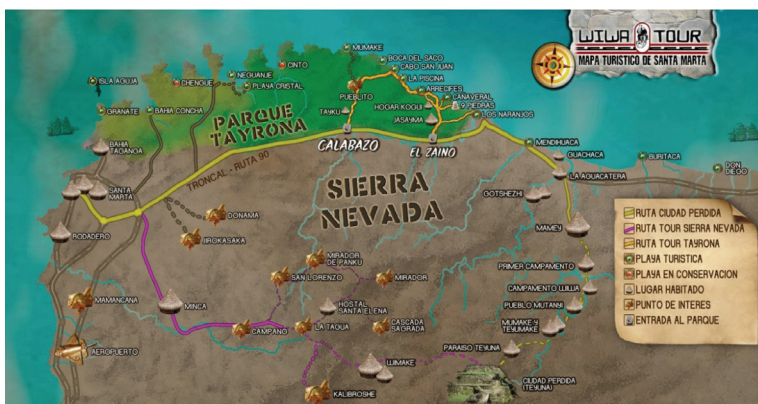 WIWA TOUR
MAPA TURISTICO DE SANTA MARTA
MUMAKE
BOCA DEL SACO
CABO SAN JUAN
LA PISCINA
ARRECIFES
CAÑAVERAL
9 PIEDRAS
LOS NARANJOS
CINTO
NEGUANJE
PLAYA CRISTAL
CHENGUE
ISLA AGUJA
GRANATE
BAHIA CONCHA
PUEBLITO
TAYKU
HOGAR KOGUI
JASAYMA
PARQUE
TAYRONA
CALABAZO
EL ZAINO
MENDIHUACA
GUACHACA
BURITACA
DON
DIEGO
LA AGUACATERA
BAHIA
TAGANGA
TRONCAL - RUTA 90
SANTA
MARTA
SIERRA
NEVADA
GOTSHEZHI
DONAMA
BIROKASAKA
RODADERO
MAMEY
MIRADOR
DE PANKU
SAN LORENZO
MIRADOR
PRIMER CAMPAMENTO
MAMANCANA
MINCA
HOSTAL
SANTA ELENA
CAMPAMENTO WIWA
PUEBLO MUTANYI
CAMPANO
LA TAGUA
CASCADA
SAGRADA
MUMAKE Y
TEYUMAKE
AEROPUERTO
PARAISO TEYUNA
WIMAKE
CIUDAD PERDIDA
(TEYUNA)
KALIBROSHE
RUTA CIUDAD PERDIDA
RUTA TOUR SIERRA NEVADA
RUTA TOUR TAYRONA
PLAYA TURISTICA
PLAYA EN CONSERVACION
LUGAR HABITADO
PUNTO DE INTERES
ENTRADA AL PARQUE